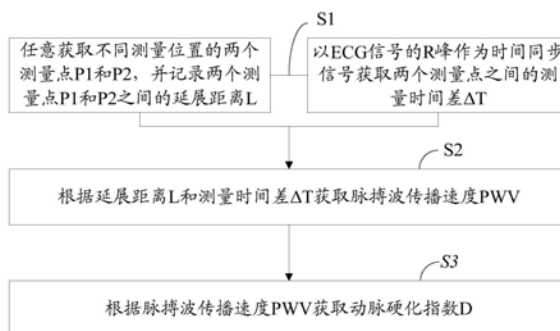 S1
任意获取不同测量位置的两个
测量点P1和P2，并记录两个测
量点P1和P2之间的延展距离L
以ECG信号的R峰作为时间同步
信号获取两个测量点之间的测
量时间差ΔT
S2
根据延展距离L和测量时间差ΔT获取脉搏波传播速度PWV
S3
根据脉搏波传播速度PWV获取动脉硬化指数D